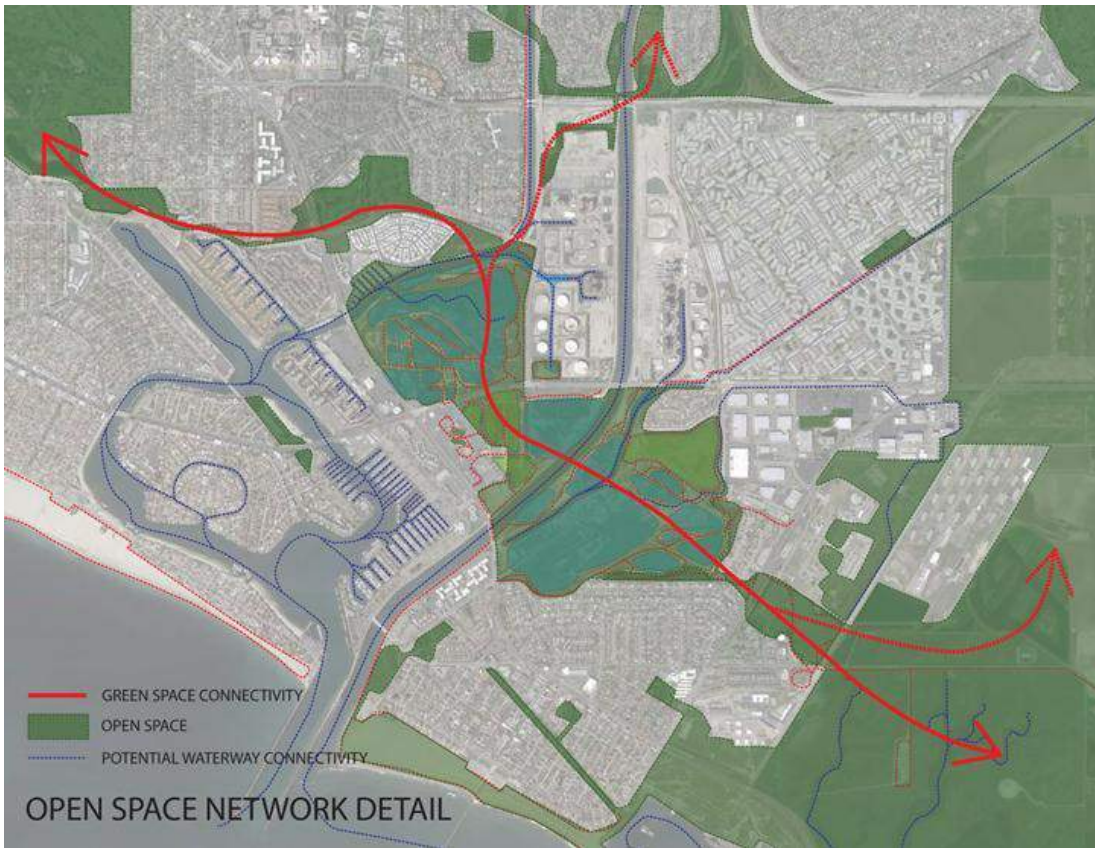 GREEN SPACE CONNECTIVITY
OPEN SPACE
POTENTIAL WATERWAY CONNECTIVITY
OPEN SPACE NETWORK DETAIL